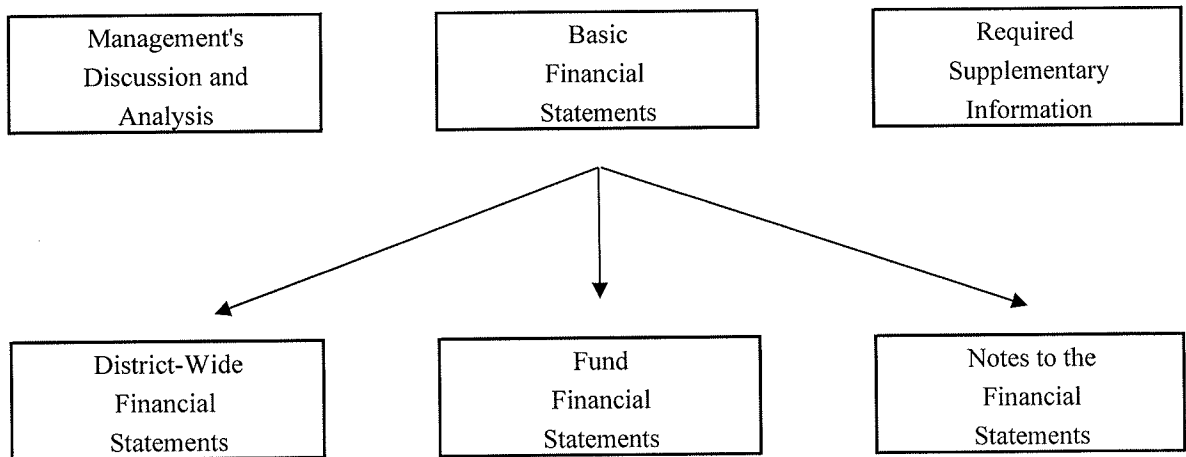 Management's
Discussion and
Analysis
Basic
Financial
Statements
Required
Supplementary
Information
District-Wide
Financial
Statements
Fund
Financial
Statements
Notes to the
Financial
Statements